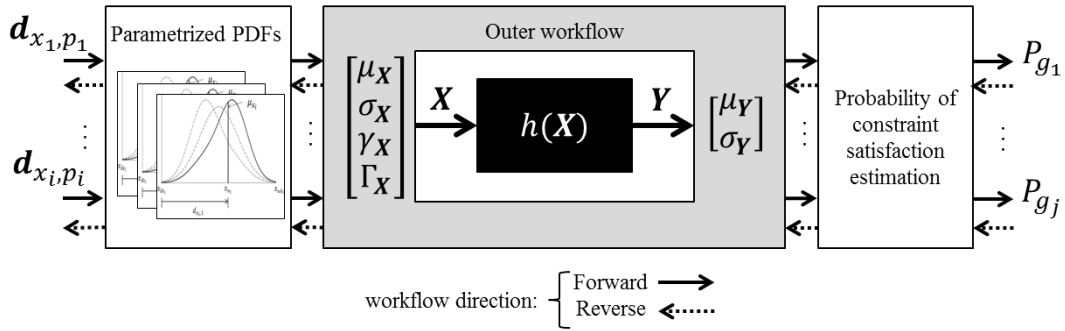 d_{x_1,p_1}
⋮
d_{x_i,p_i}
Parametrized PDFs
Outer workflow
μ_X
σ_X
γ_X
Γ_X
X
h(X)
Y
μ_Y
σ_Y
Probability of
constraint
satisfaction
estimation
P_{g_1}
⋮
P_{g_j}
workflow direction:
Forward
Reverse